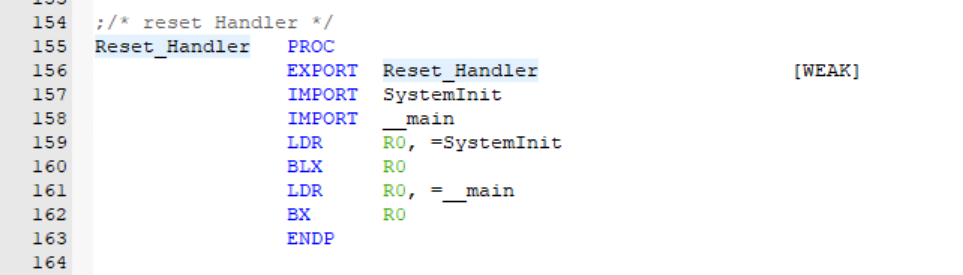 154 ;/* reset Handler */
155 Reset_Handler PROC
156 EXPORT Reset_Handler [WEAK]
157 IMPORT SystemInit
158 IMPORT __main
159 LDR R0, =SystemInit
160 BLX R0
161 LDR R0, =__main
162 BX R0
163 ENDP
164